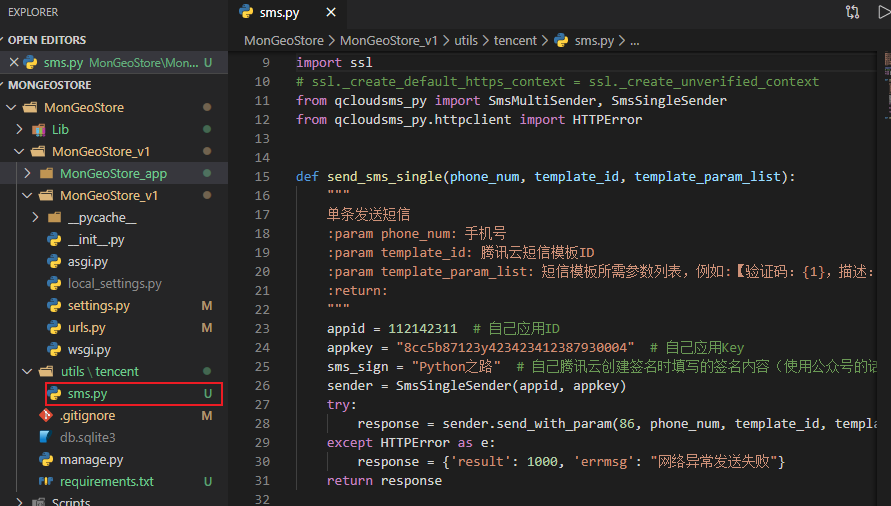 EXPLORER
OPEN EDITORS
sms.py MonGeoStore\Mon... U
MONGEOSTORE
MonGeoStore
Lib
MonGeoStore_v1
MonGeoStore_app
MonGeoStore_v1
__pycache__
__init__.py
asgi.py
local_settings.py
settings.py M
urls.py M
wsgi.py
utils \ tencent
sms.py U
.gitignore M
db.sqlite3
manage.py
requirements.txt U
Scripts
sms.py
MonGeoStore > MonGeoStore_v1 > utils > tencent > sms.py > ...
9 import ssl
10 # ssl._create_default_https_context = ssl._create_unverified_context
11 from qcloudsms_py import SmsMultiSender, SmsSingleSender
12 from qcloudsms_py.httpclient import HTTPError
13
14
15 def send_sms_single(phone_num, template_id, template_param_list):
16 """
17 单条发送短信
18 :param phone_num: 手机号
19 :param template_id: 腾讯云短信模板ID
20 :param template_param_list: 短信模板所需参数列表，例如:【验证码：{1}，描述：
21 :return:
22 """
23 appid = 112142311 # 自己应用ID
24 appkey = "8cc5b87123y423423412387930004" # 自己应用Key
25 sms_sign = "Python之路" # 自己腾讯云创建签名时填写的签名内容（使用公众号的话
26 sender = SmsSingleSender(appid, appkey)
27 try:
28 response = sender.send_with_param(86, phone_num, template_id, templa
29 except HTTPError as e:
30 response = {'result': 1000, 'errmsg': "网络异常发送失败"}
31 return response
32